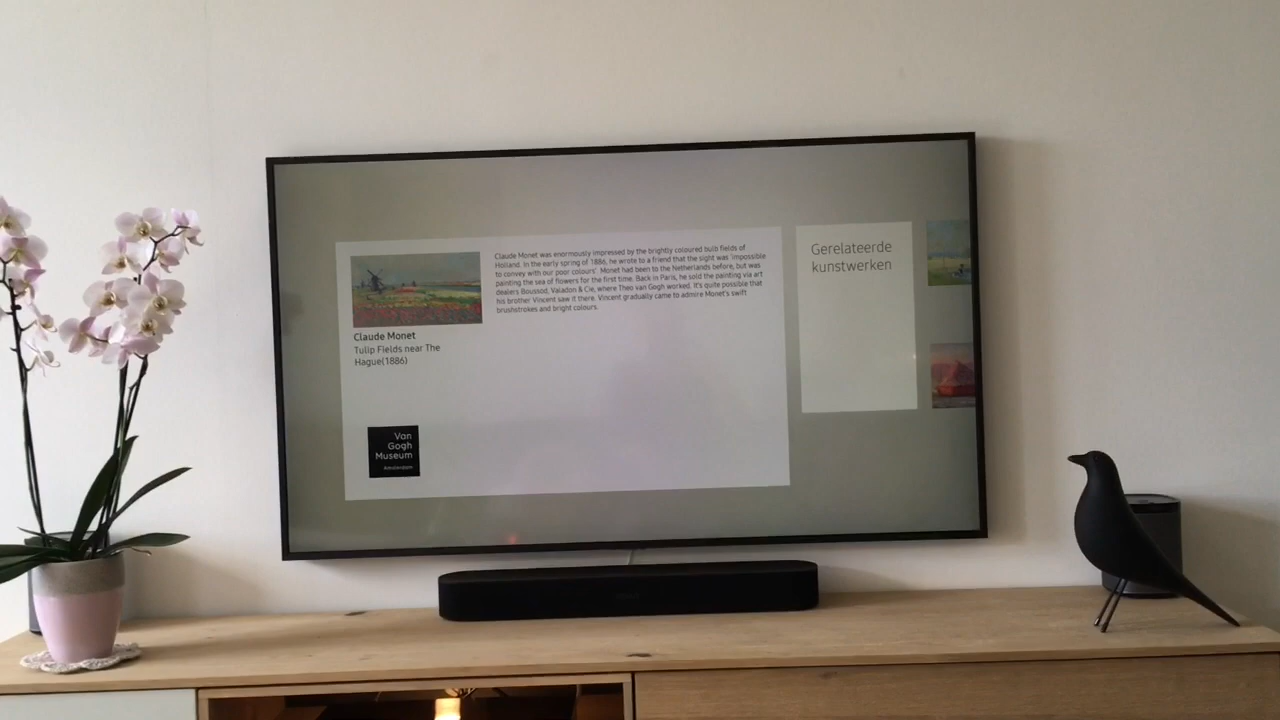 Claude Monet was enormously impressed by the brightly coloured bulb fields of
Holland. In the early spring of 1886, he wrote to a friend that the sight was 'impossible
to convey with our poor colours'. Monet had been to the Netherlands before, but was
painting the sea of flowers for the first time. Back in Paris, he sold the painting via art
dealers Boussod, Valadon & Cie, where Theo van Gogh worked. It's quite possible that
his brother Vincent saw it there. Vincent gradually came to admire Monet's swift
brushstrokes and bright colours.
Claude Monet
Tulip Fields near The
Hague(1886)
Van
Gogh
Museum
Amsterdam
Gerelateerde
kunstwerken